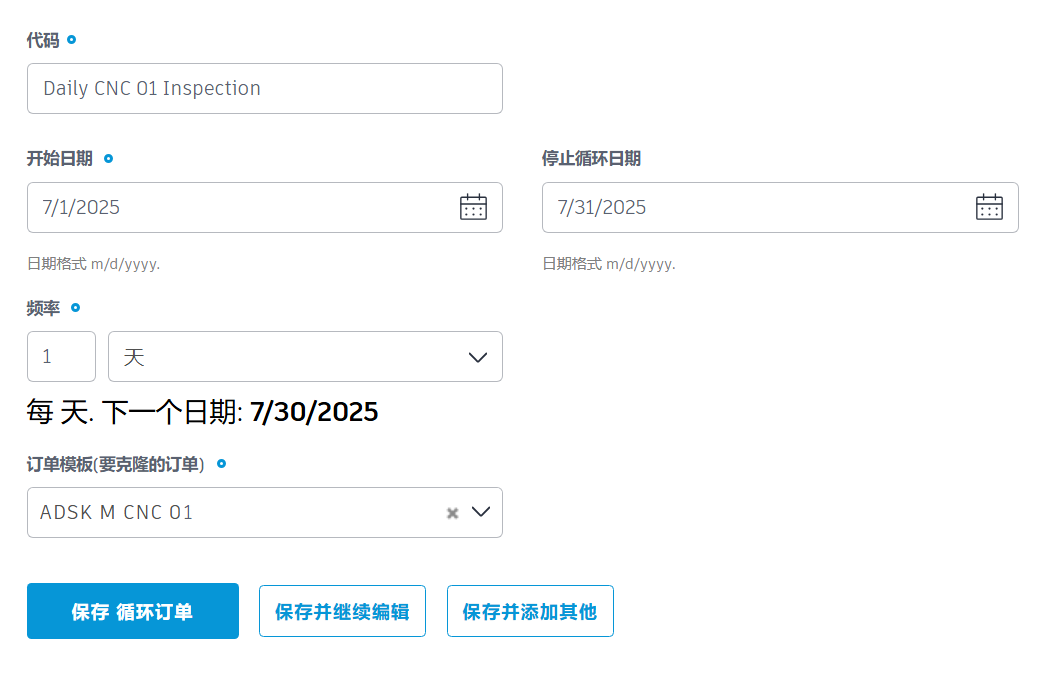 代码
Daily CNC 01 Inspection
开始日期 停止循环日期
7/1/2025 7/31/2025
日期格式 m/d/yyyy. 日期格式 m/d/yyyy.
频率
1 天
每 天. 下一个日期: 7/30/2025
订单模板(要克隆的订单)
ADSK M CNC 01
保存 循环订单 保存并继续编辑 保存并添加其他